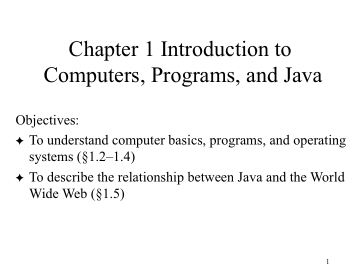 Chapter 1 Introduction to
Computers, Programs, and Java
Objectives:
✦ To understand computer basics, programs, and operating
systems (§1.2–1.4)
✦ To describe the relationship between Java and the World
Wide Web (§1.5)
1